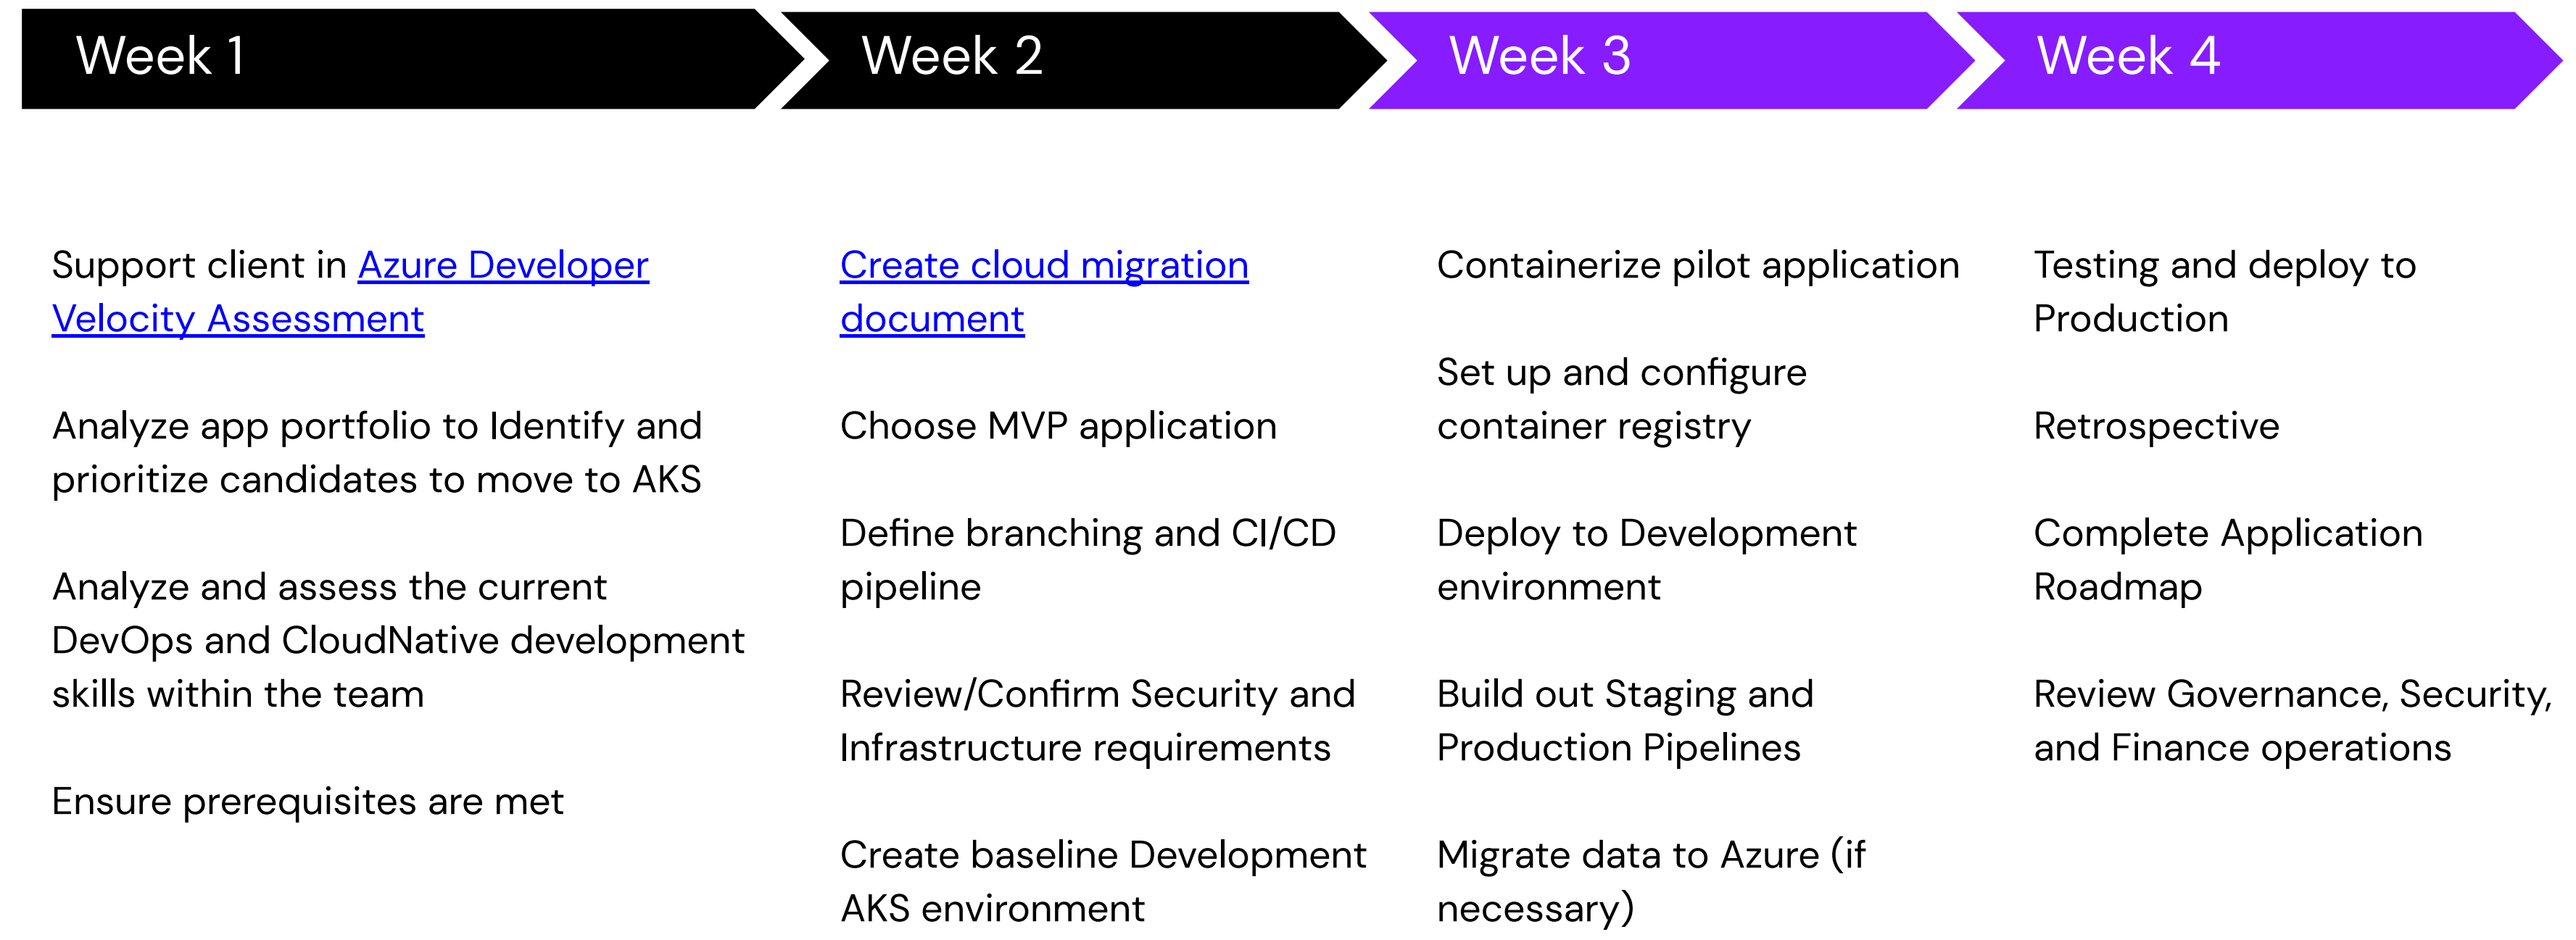 Week 1
Week 2
Week 3
Week 4
Support client in Azure Developer
Velocity Assessment
Analyze app portfolio to Identify and
prioritize candidates to move to AKS
Analyze and assess the current
DevOps and CloudNative development
skills within the team
Ensure prerequisites are met
Create cloud migration
document
Choose MVP application
Define branching and CI/CD
pipeline
Review/Confirm Security and
Infrastructure requirements
Create baseline Development
AKS environment
Containerize pilot application
Set up and configure
container registry
Deploy to Development
environment
Build out Staging and
Production Pipelines
Migrate data to Azure (if
necessary)
Testing and deploy to
Production
Retrospective
Complete Application
Roadmap
Review Governance, Security,
and Finance operations